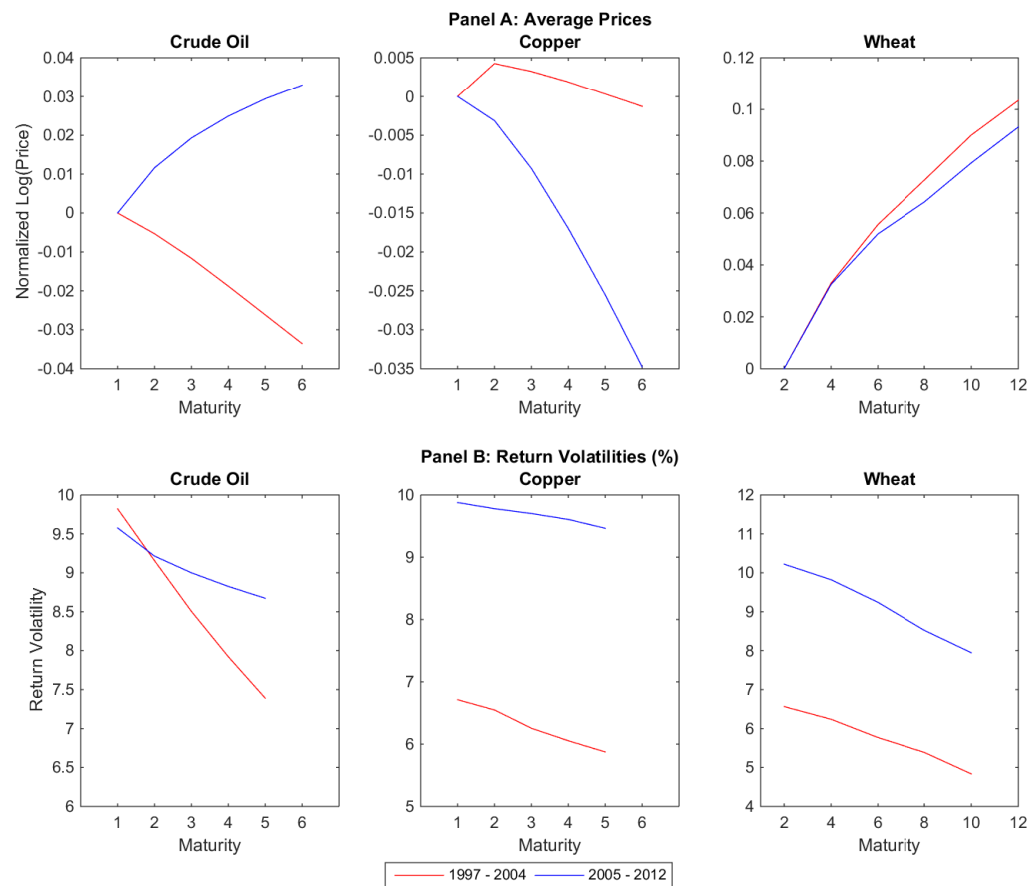 Panel A: Average Prices
Crude Oil
Copper
Wheat
Normalized Log(Price)
0.04
0.03
0.02
0.01
0
-0.01
-0.02
-0.03
-0.04
1 2 3 4 5 6
Maturity
0.005
0
-0.005
-0.01
-0.015
-0.02
-0.025
-0.03
-0.035
1 2 3 4 5 6
Maturity
0.12
0.1
0.08
0.06
0.04
0.02
0
2 4 6 8 10 12
Maturity
Panel B: Return Volatilities (%)
Crude Oil
Copper
Wheat
Return Volatility
10
9.5
9
8.5
8
7.5
7
6.5
6
1 2 3 4 5 6
Maturity
10
9
8
7
6
5
1 2 3 4 5 6
Maturity
12
11
10
9
8
7
6
5
4
2 4 6 8 10 12
Maturity
1997 - 2004
2005 - 2012